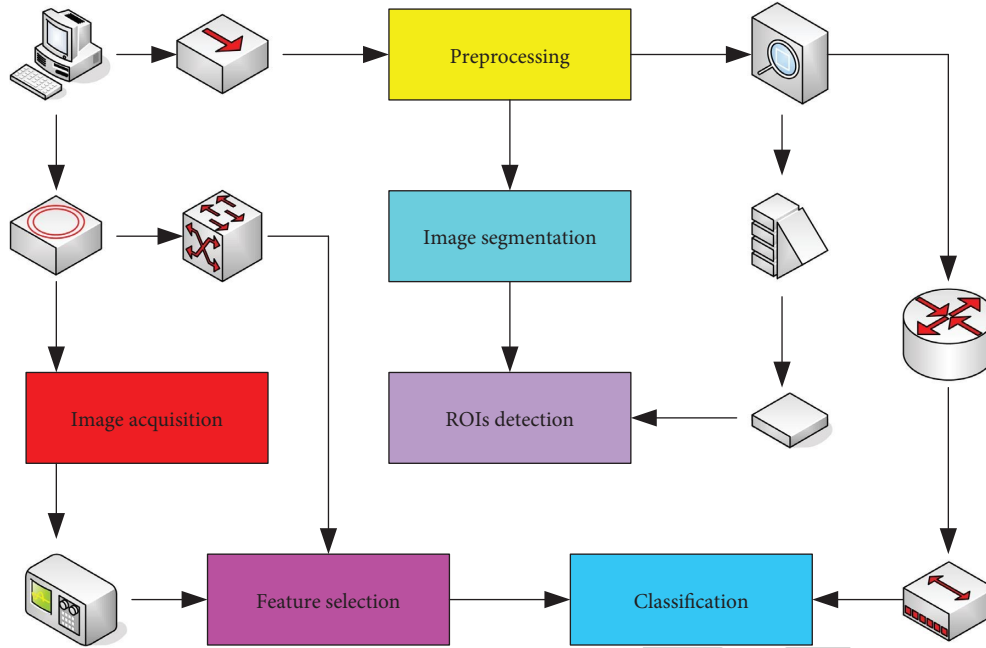 Preprocessing
Image segmentation
Image acquisition
ROIs detection
Feature selection
Classification